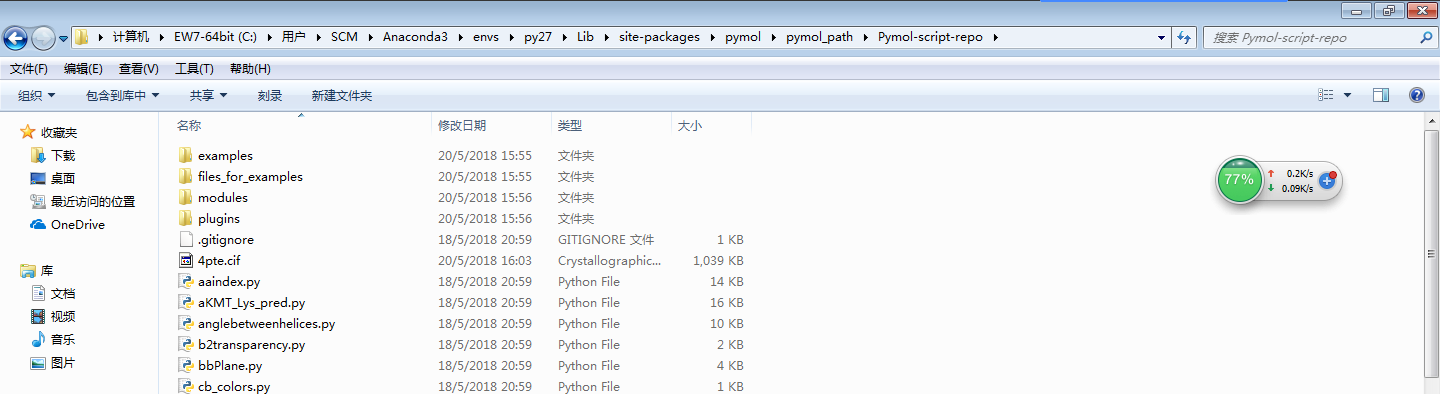 计算机 EW7-64bit (C:) 用户 SCM Anaconda3 envs py27 Lib site-packages pymol pymol_path Pymol-script-repo 搜索 Pymol-script-repo
文件(F) 编辑(E) 查看(V) 工具(T) 帮助(H)
组织 包含到库中 共享 刻录 新建文件夹
收藏夹
下载
桌面
最近访问的位置
OneDrive
库
文档
视频
音乐
图片
名称 修改日期 类型 大小
examples 20/5/2018 15:55 文件夹
files_for_examples 20/5/2018 15:55 文件夹
modules 20/5/2018 15:56 文件夹
plugins 20/5/2018 15:56 文件夹
.gitignore 18/5/2018 20:59 GITIGNORE 文件 1 KB
4pte.cif 20/5/2018 16:03 Crystallographic... 1,039 KB
aaindex.py 18/5/2018 20:59 Python File 14 KB
aKMT_Lys_pred.py 18/5/2018 20:59 Python File 16 KB
anglebetweenhelices.py 18/5/2018 20:59 Python File 10 KB
b2transparency.py 18/5/2018 20:59 Python File 2 KB
bbPlane.py 18/5/2018 20:59 Python File 4 KB
cb_colors.py 18/5/2018 20:59 Python File 1 KB
77%
0.2K/s
0.09K/s